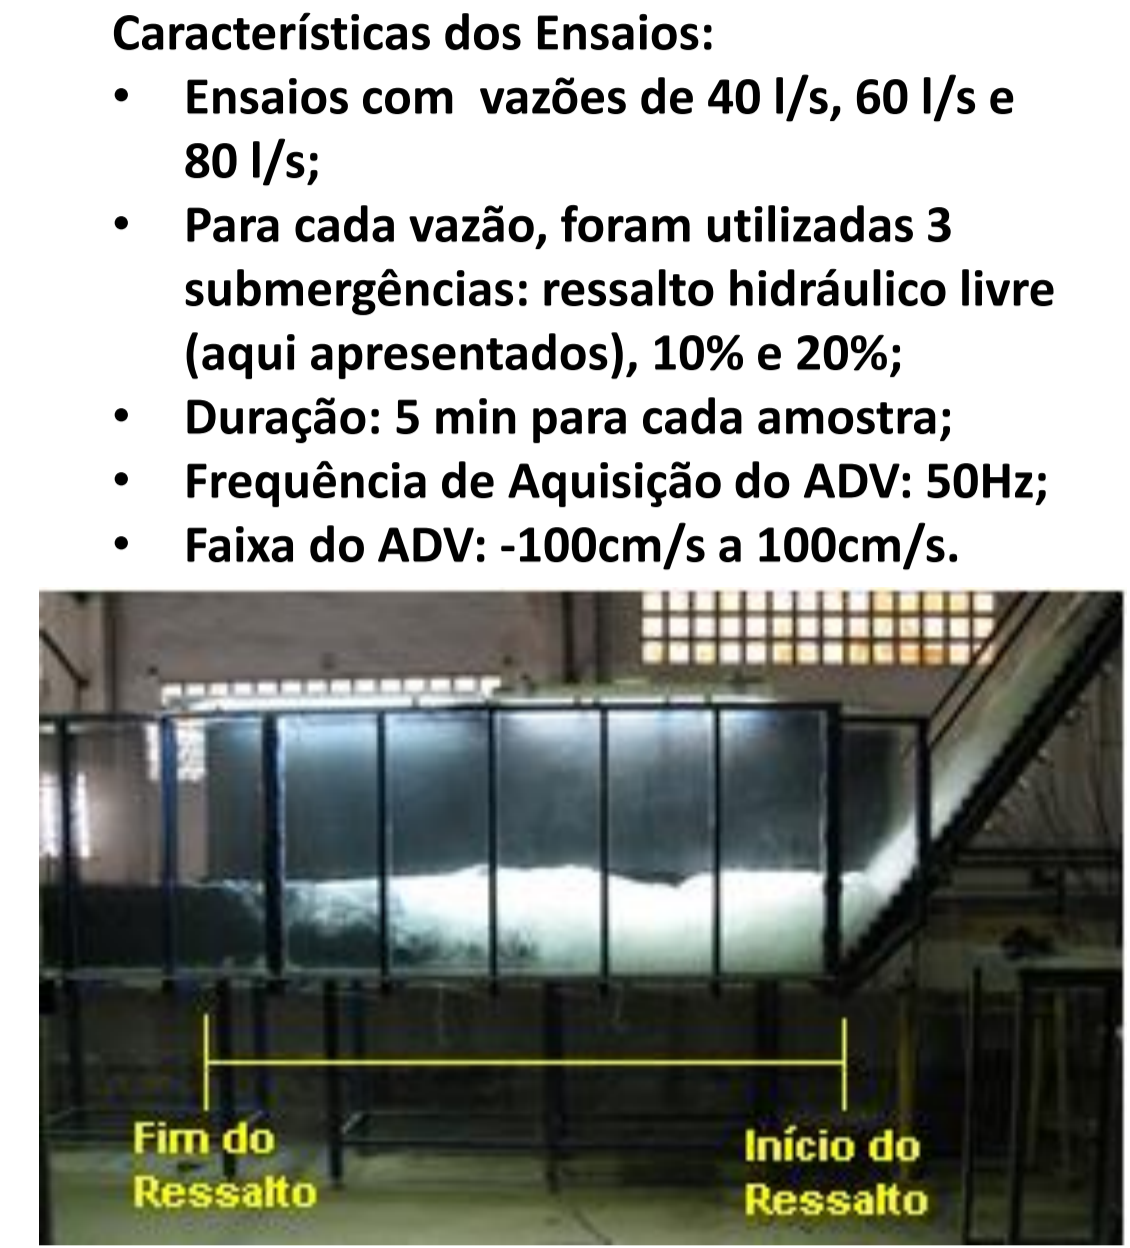 Características dos Ensaios:
• Ensaios com vazões de 40 l/s, 60 l/s e
80 l/s;
• Para cada vazão, foram utilizadas 3
submergências: ressalto hidráulico livre
(aqui apresentados), 10% e 20%;
• Duração: 5 min para cada amostra;
• Frequência de Aquisição do ADV: 50Hz;
• Faixa do ADV: -100cm/s a 100cm/s.
Fim do
Ressalto
Início do
Ressalto